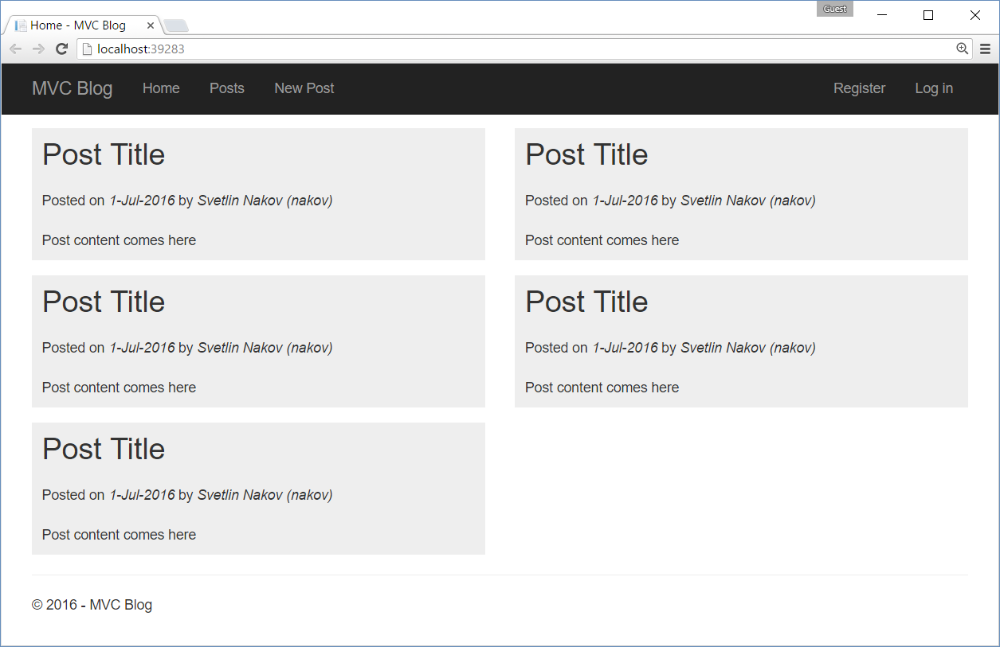 Guest
Home - MVC Blog
localhost:39283
MVC Blog Home Posts New Post Register Log in
Post Title
Posted on 1-Jul-2016 by Svetlin Nakov (nakov)
Post content comes here
Post Title
Posted on 1-Jul-2016 by Svetlin Nakov (nakov)
Post content comes here
Post Title
Posted on 1-Jul-2016 by Svetlin Nakov (nakov)
Post content comes here
Post Title
Posted on 1-Jul-2016 by Svetlin Nakov (nakov)
Post content comes here
Post Title
Posted on 1-Jul-2016 by Svetlin Nakov (nakov)
Post content comes here
© 2016 - MVC Blog